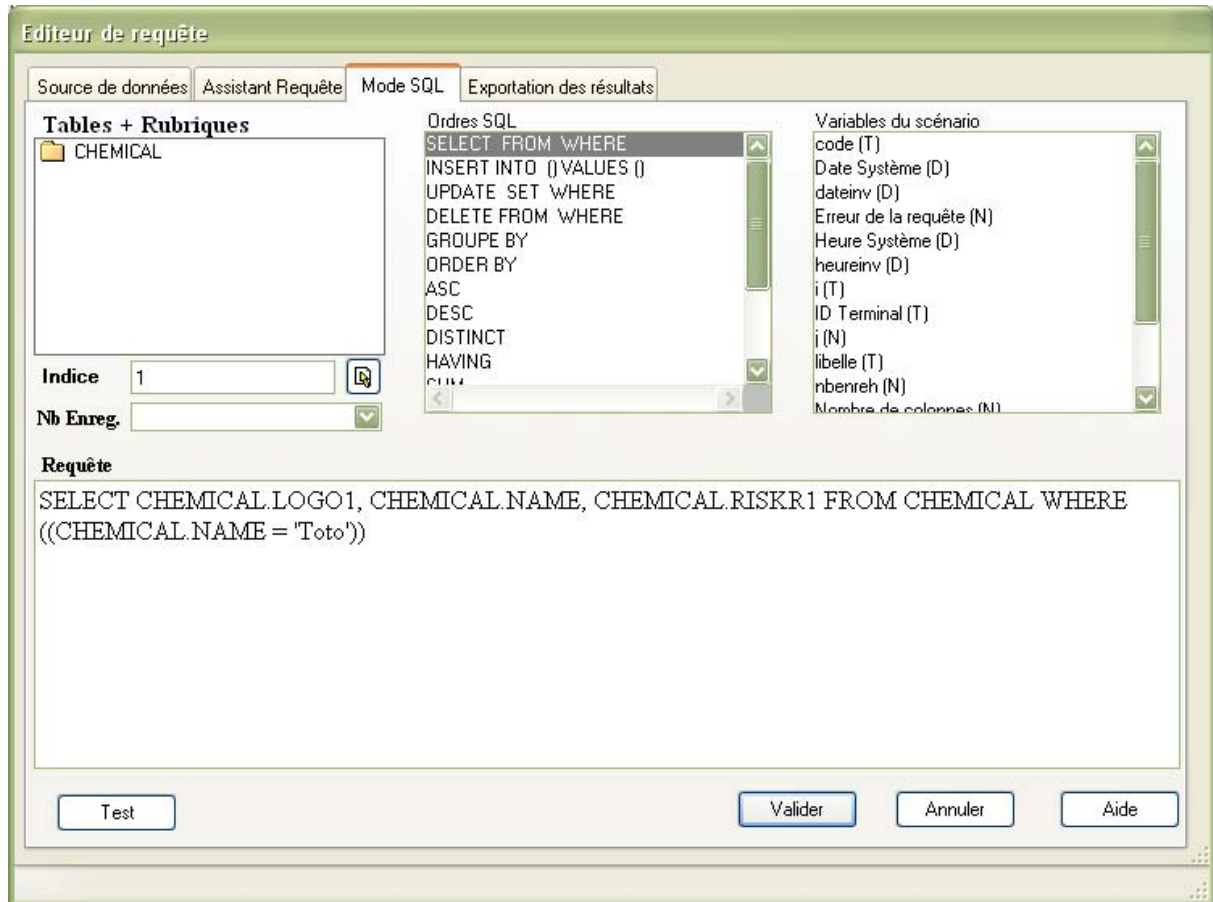 Editeur de requête
Source de données
Assistant Requête
Mode SQL
Exportation des résultats
Tables + Rubriques
CHEMICAL
Indice
1
Nb Enreg.
Ordres SQL
SELECT FROM WHERE
INSERT INTO () VALUES ()
UPDATE SET WHERE
DELETE FROM WHERE
GROUPE BY
ORDER BY
ASC
DESC
DISTINCT
HAVING
SUM
Variables du scénario
code (T)
Date Système (D)
dateinv (D)
Erreur de la requête (N)
Heure Système (D)
heureinv (D)
i (T)
ID Terminal (T)
j (N)
libelle (T)
nbenreh (N)
Nombre de colonnes (N)
Requête
SELECT CHEMICAL.LOGO1, CHEMICAL.NAME, CHEMICAL.RISKR1 FROM CHEMICAL WHERE
((CHEMICAL.NAME = 'Toto'))
Test
Valider
Annuler
Aide